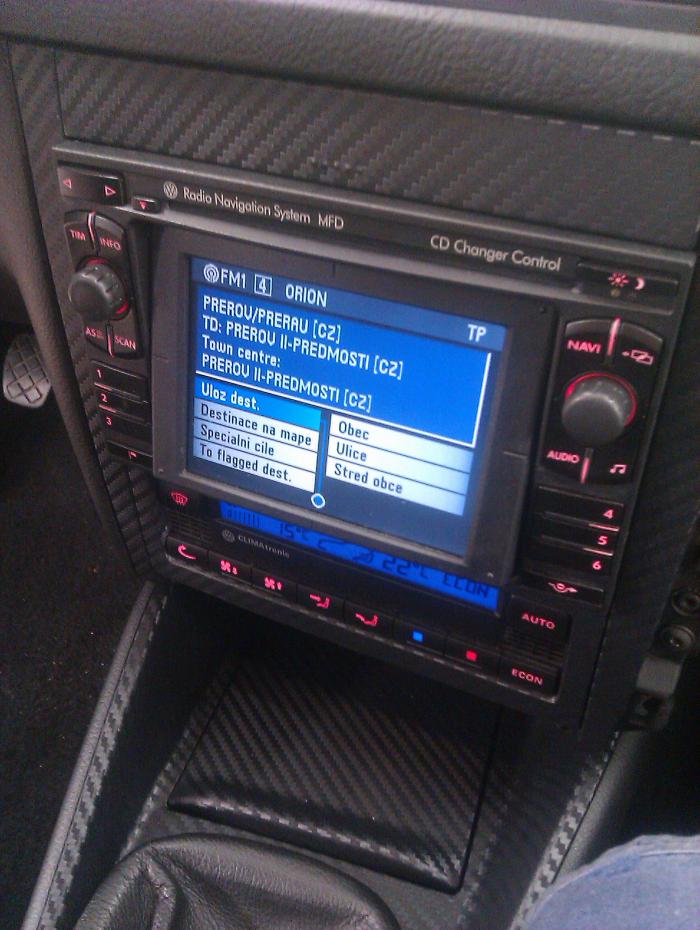 Radio Navigation System MFD
CD Changer Control
TIM INFO
AS SCAN
1
2
3
FM1 4 ORION
TP
PREROV/PRERAU [CZ]
TD: PREROV II-PREDMOSTI [CZ]
Town centre:
PREROV II-PREDMOSTI [CZ]
Uloz dest.
Destinace na mape
Specialni cile
To flagged dest.
Obec
Ulice
Stred obce
NAVI
AUDIO
4
5
6
15°C 22°C ECON
CLIMAtronic
AUTO
ECON